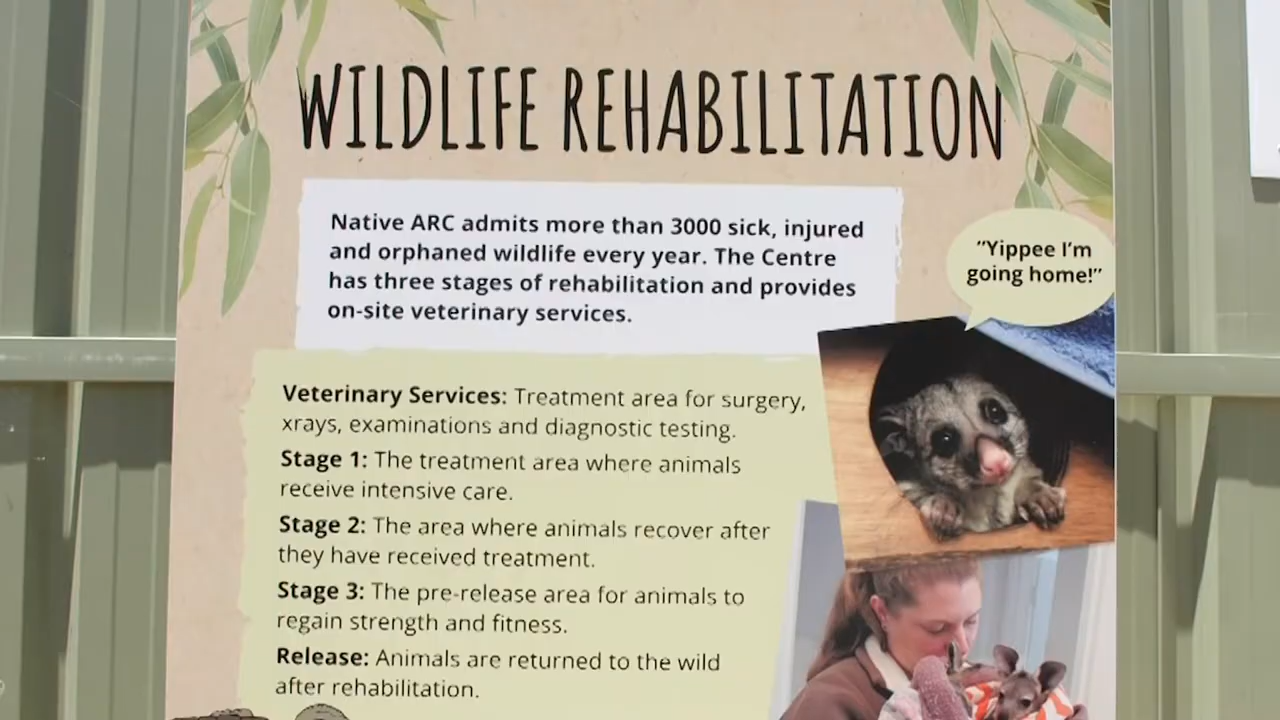 WILDLIFE REHABILITATION
Native ARC admits more than 3000 sick, injured
and orphaned wildlife every year. The Centre
has three stages of rehabilitation and provides
on-site veterinary services.
"Yippee I'm
going home!"
Veterinary Services: Treatment area for surgery,
xrays, examinations and diagnostic testing.
Stage 1: The treatment area where animals
receive intensive care.
Stage 2: The area where animals recover after
they have received treatment.
Stage 3: The pre-release area for animals to
regain strength and fitness.
Release: Animals are returned to the wild
after rehabilitation.